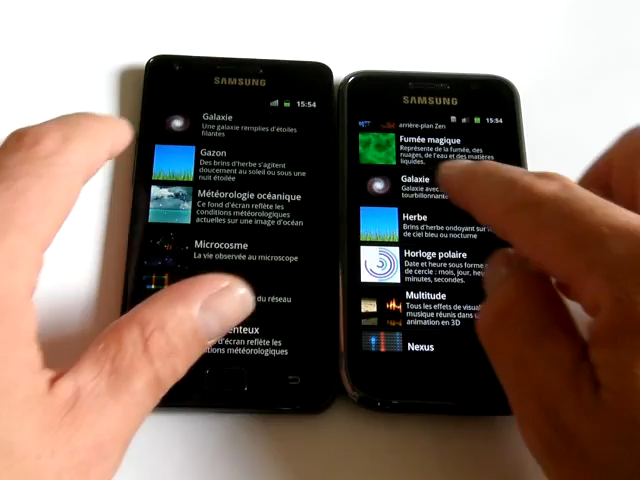 SAMSUNG
15:54
Galaxie
Une galaxie remplies d'étoiles
filantes
Gazon
Des brins d'herbe s'agitent
doucement au soleil ou sous une
nuit étoilée
Météorologie océanique
Ce fond d'écran reflète les
conditions météorologiques
actuelles sur une image d'océan
Microcosme
La vie observée au microscope
du réseau
enteux
d'écran reflète les
conditions météorologiques
SAMSUNG
15:54
arrière-plan Zen
Fumée magique
Représente de la fumée, des
nuages, de l'eau et des matières
liquides.
Galaxie
Galaxie avec
tourbillonnante
Herbe
Brins d'herbe ondoyant sur
de ciel bleu ou nocturne
Horloge polaire
Date et heure sous forme
de cercle : mois, jour, heure
minutes, secondes.
Multitude
Tous les effets de visual
musique réunis dans
animation en 3D
Nexus